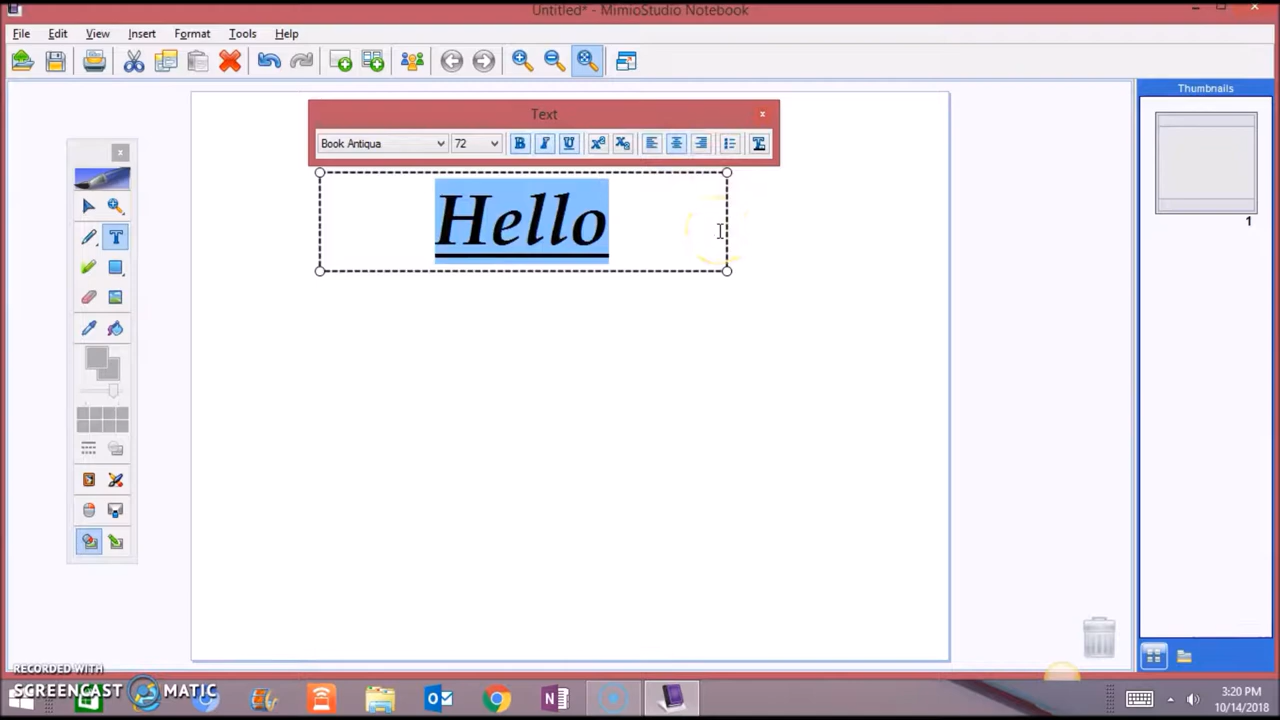 Untitled* - MimioStudio Notebook
File Edit View Insert Format Tools Help
Thumbnails
Text
Book Antiqua 72 B I U
Hello
1
RECORDED WITH
SCREENCAST MATIC
3:20 PM
10/14/2018